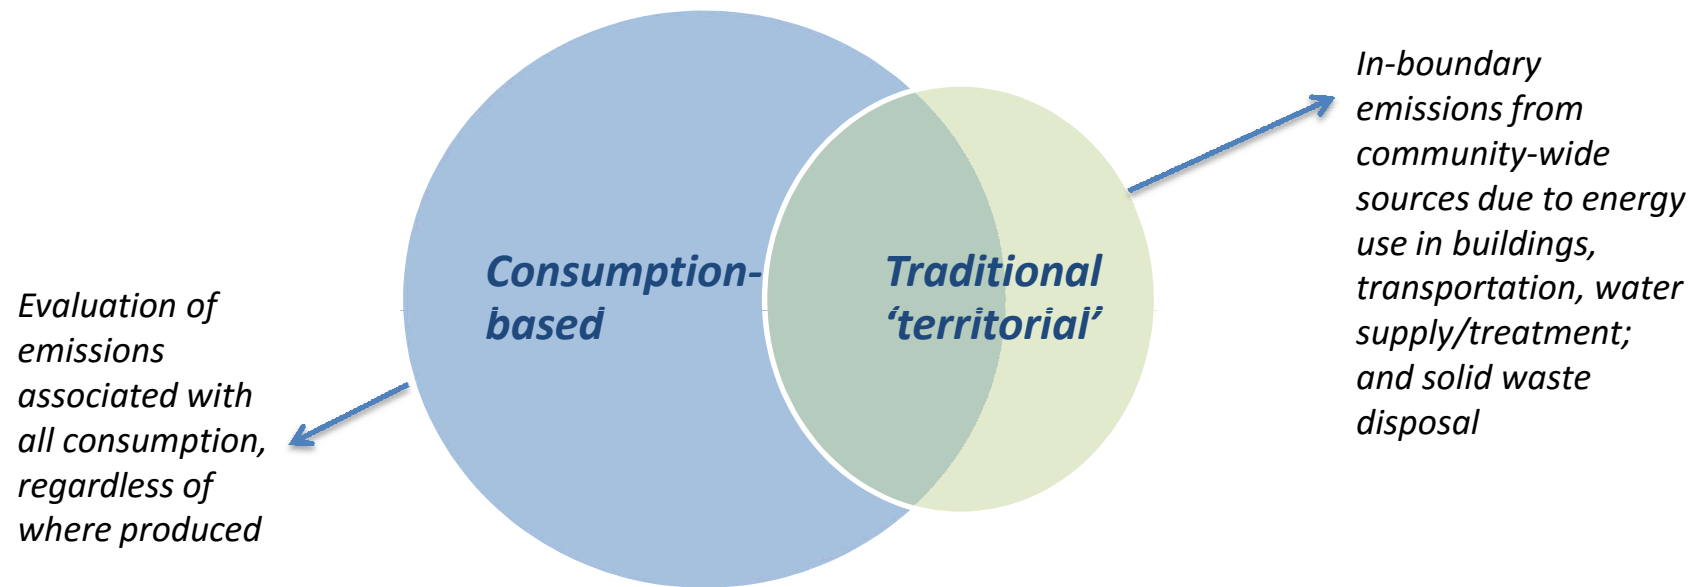 Evaluation of
emissions
associated with
all consumption,
regardless of
where produced
Consumption-
based
Traditional
‘territorial’
In-boundary
emissions from
community-wide
sources due to energy
use in buildings,
transportation, water
supply/treatment;
and solid waste
disposal